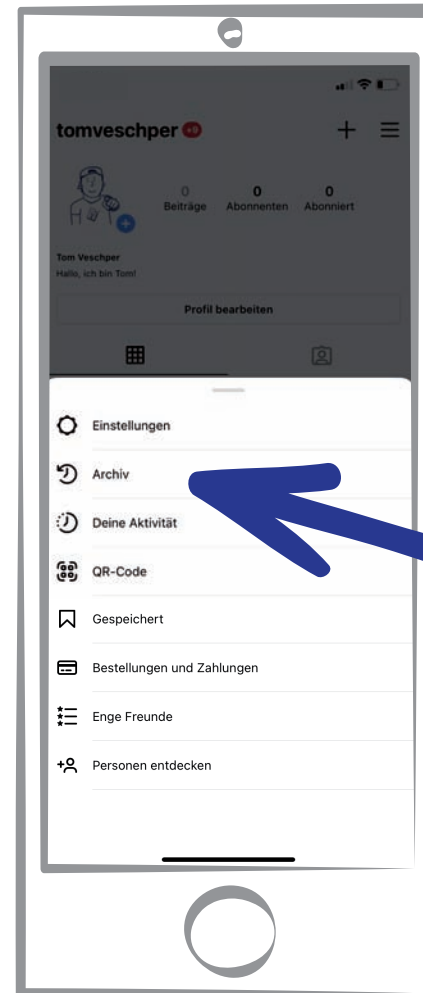 tomveschper +9
0 0 0
Beiträge Abonnenten Abonniert
Tom Veschper
Hallo, ich bin Tom!
Profil bearbeiten
Einstellungen
Archiv
Deine Aktivität
QR-Code
Gespeichert
Bestellungen und Zahlungen
Enge Freunde
Personen entdecken